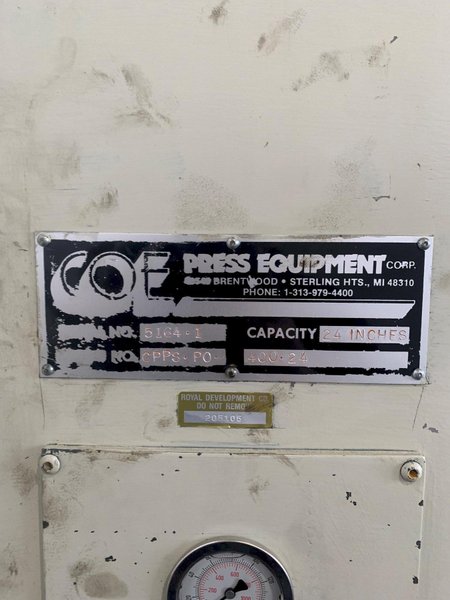 COE PRESS EQUIPMENT CORP.
BRENTWOOD • STERLING HTS., MI 48310
PHONE: 1-313-979-4400
NO. 5164-1 CAPACITY 24 INCHES
NO. CPPS-PO- 400-24
ROYAL DEVELOPMENT CO.
DO NOT REMO
205105